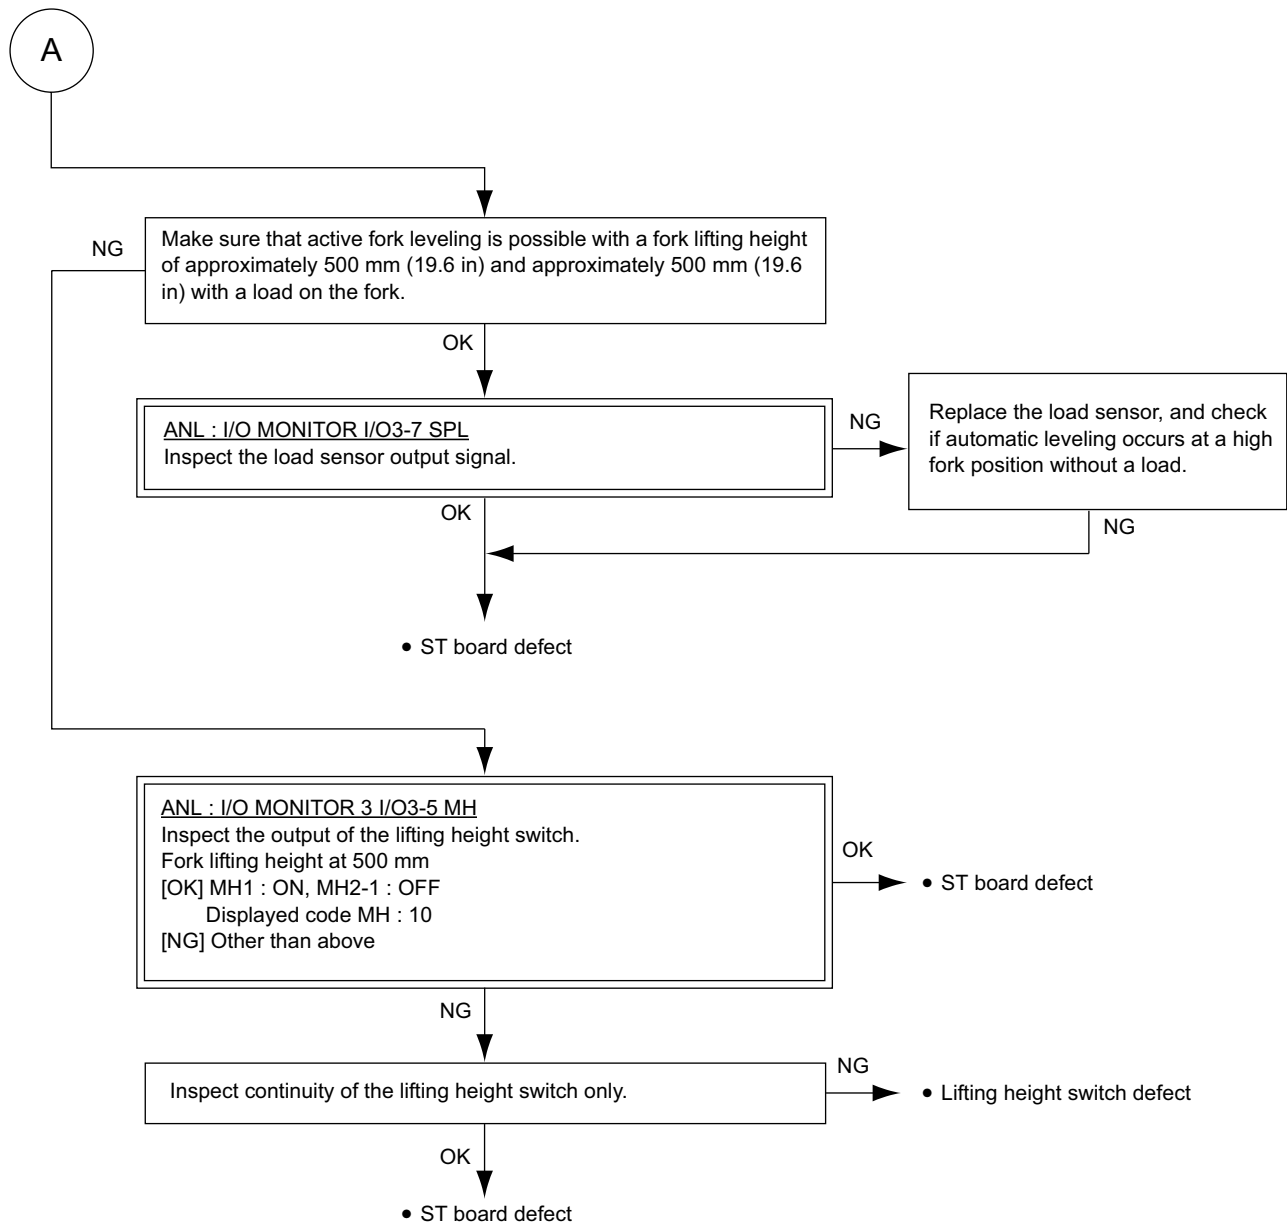 A
NG
Make sure that active fork leveling is possible with a fork lifting height
of approximately 500 mm (19.6 in) and approximately 500 mm (19.6
in) with a load on the fork.
OK
ANL : I/O MONITOR I/O3-7 SPL
Inspect the load sensor output signal.
NG
Replace the load sensor, and check
if automatic leveling occurs at a high
fork position without a load.
OK
NG
• ST board defect
ANL : I/O MONITOR 3 I/O3-5 MH
Inspect the output of the lifting height switch.
Fork lifting height at 500 mm
[OK] MH1 : ON, MH2-1 : OFF
Displayed code MH : 10
[NG] Other than above
OK
• ST board defect
NG
Inspect continuity of the lifting height switch only.
NG
• Lifting height switch defect
OK
• ST board defect